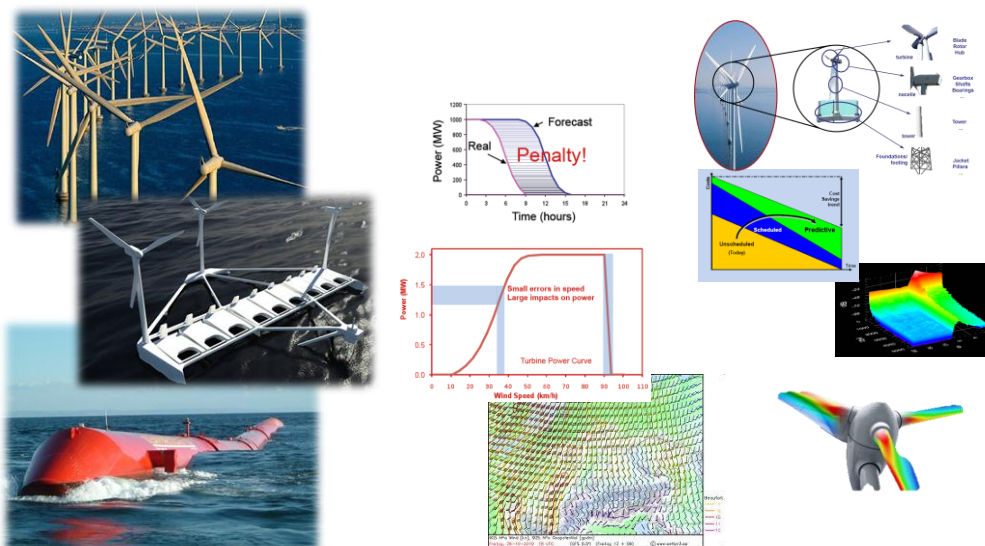 1200
1000
800
600
400
200
0
Power (MW)
Forecast
Real
Penalty!
0 3 6 9 12 15 18 21 24
Time (hours)
2.0
1.5
1.0
0.5
0.0
Power (MW)
Small errors in speed
Large impacts on power
Turbine Power Curve
0 10 20 30 40 50 60 70 80 90 100 110
Wind Speed (km/h)
turbine
Blade
Rotor
Hub
...
nacelle
Gearbox
Shafts
Bearings
...
tower
Tower
...
Foundations/
footing
Jacket
Pillars
...
Costs
Cost
Savings
trend
Scheduled
Predictive
Unscheduled
(Today)
Time